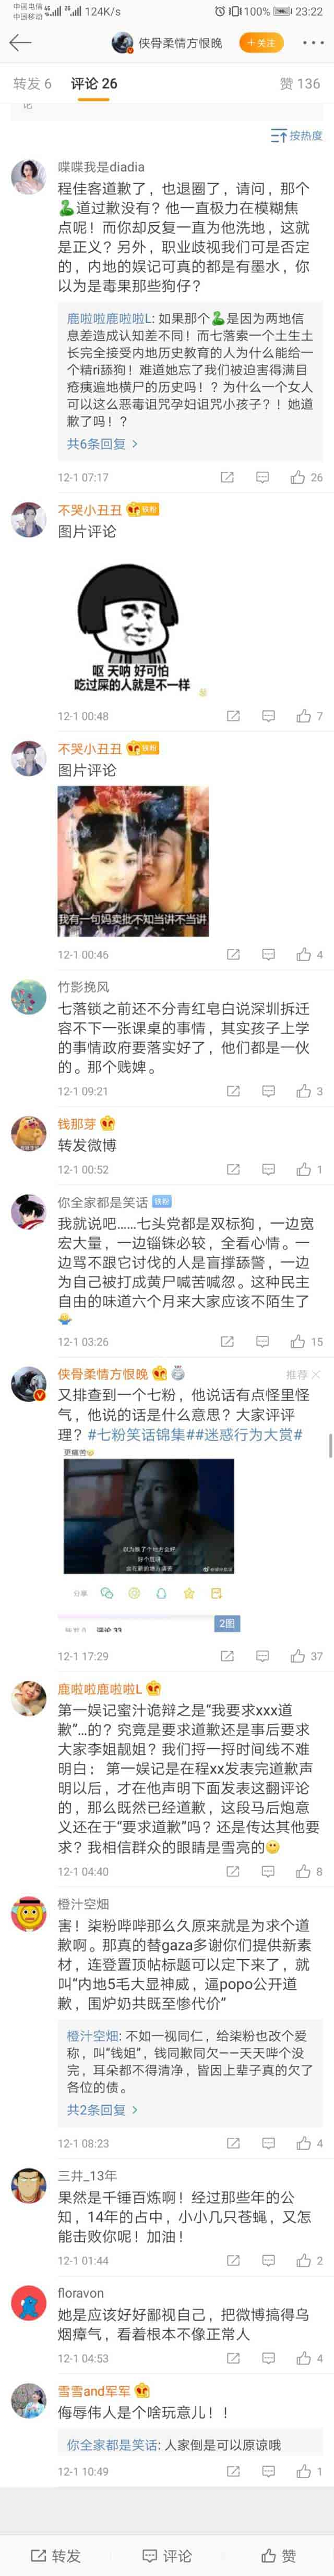 中国电信 4G 2G 124K/s 100% 23:22
中国移动
侠骨柔情方恨晚 +关注
转发 6 评论 26 赞 136
论
按热度
喋喋我是diadia
程佳客道歉了，也退圈了，请问，那个
🐍道过歉没有？他一直极力在模糊焦
点呢！而你却反复一直为他洗地，这就
是正义？另外，职业歧视我们可是否定
的，内地的娱记可真的都是有墨水，你
以为是毒果那些狗仔？
鹿啦啦鹿啦啦L: 如果那个🐍是因为两地信
息差造成认知差不同！而七落索一个土生土
长完全接受内地历史教育的人为什么能给一
个精ri舔狗！难道她忘了我们被迫害得满目
疮痍遍地横尸的历史吗！？为什么一个女人
可以这么恶毒诅咒孕妇诅咒小孩子？！她道
歉了吗！？
共6条回复 >
12-1 07:17 26
不哭小丑丑 铁粉
图片评论
呕 天呐 好可怕
吃过屎的人就是不一样
12-1 00:48 7
不哭小丑丑 铁粉
图片评论
我有一句妈卖批不知当讲不当讲
12-1 00:46 4
竹影挽风
七落锁之前还不分青红皂白说深圳拆迁
容不下一张课桌的事情，其实孩子上学
的事情政府要落实好了，他们都是一伙
的。那个贱婢。
12-1 09:21 3
钱那芽
转发微博
12-1 00:52 1
你全家都是笑话 铁粉
我就说吧……七头党都是双标狗，一边宽
宏大量，一边锱铢必较，全看心情。一
边骂不跟它讨伐的人是盲撑舔警，一边
为自己被打成黄尸喊苦喊忽。这种民主
自由的味道六个月来大家应该不陌生了
12-1 03:26 15
侠骨柔情方恨晚 推荐
又排查到一个七粉，他说话有点怪里怪
气，他说的话是什么意思？大家评评
理？#七粉笑话锦集##迷惑行为大赏#
更痛苦
以为换了个地方会好
好个屁呀
分享
2图
12-1 17:29 37
鹿啦啦鹿啦啦L
第一娱记蜜汁诡辩之是“我要求xxx道
歉”…的？究竟是要求道歉还是事后要求
大家李姐靓姐？我们捋一捋时间线不难
明白：第一娱记是在程xx发表完道歉声
明以后，才在他声明下面发表这翻评论
的，那么既然已经道歉，这段马后炮意
义还在于“要求道歉”吗？还是传达其他要
求？我相信群众的眼睛是雪亮的🙂
12-1 04:40 8
橙汁空畑
害！柒粉哔哔那么久原来就是为求个道
歉啊。那真的替gaza多谢你们提供新素
材，连登置顶帖标题可以定下来了，就
叫“内地5毛大显神威，逼popo公开道
歉，围炉奶共既至惨代价”
橙汁空畑: 不如一视同仁，给柒粉也改个爱
称，叫“钱姐”，钱同歉同欠——天天哔个没
完，耳朵都不得清净，皆因上辈子真的欠了
各位的债。
共2条回复 >
12-1 08:23 4
三井_13年
果然是千锤百炼啊！经过那些年的公
知，14年的占中，小小几只苍蝇，又怎
能击败你呢！加油！
12-1 01:44 2
floravon
她是应该好好鄙视自己，把微博搞得乌
烟瘴气，看着根本不像正常人
12-1 04:53 4
雪雪and军军
侮辱伟人是个啥玩意儿！！
你全家都是笑话: 人家倒是可以原谅哦
12-1 10:49 1
转发 评论 赞